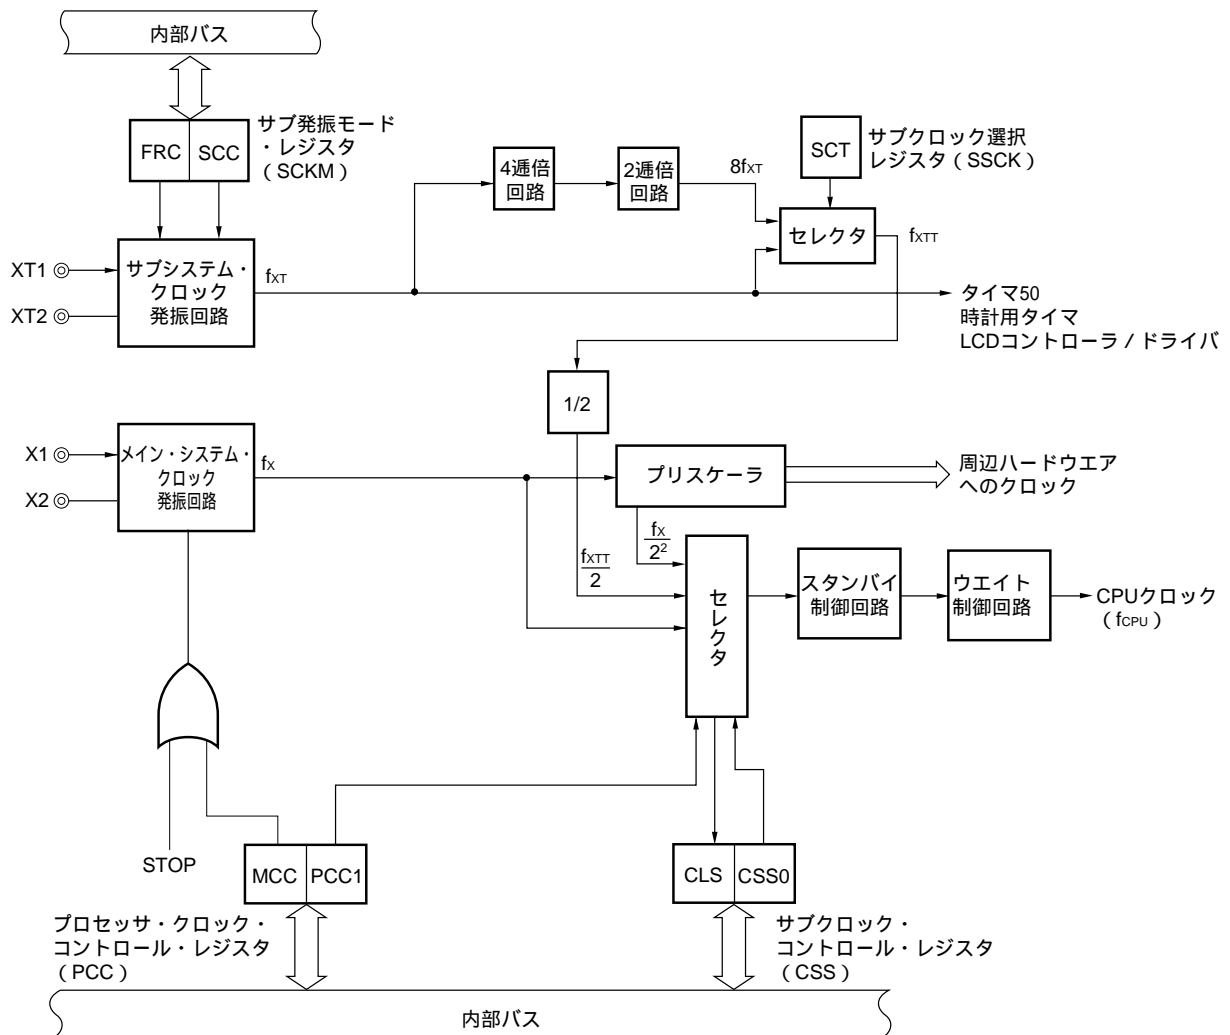 内部バス
FRC
SCC
サブ発振モード
・レジスタ
（SCKM）
4逓倍
回路
2逓倍
回路
8fXT
SCT
サブクロック選択
レジスタ（SSCK）
セレクタ
fXTT
XT1
XT2
サブシステム・
クロック
発振回路
fXT
タイマ50
時計用タイマ
LCDコントローラ／ドライバ
1/2
X1
X2
メイン・システム・
クロック
発振回路
fX
プリスケーラ
周辺ハードウエア
へのクロック
fX
2²
fXTT
2
セレクタ
スタンバイ
制御回路
ウエイト
制御回路
CPUクロック
（fCPU）
STOP
MCC
PCC1
CLS
CSS0
プロセッサ・クロック・
コントロール・レジスタ
（PCC）
サブクロック・
コントロール・レジスタ
（CSS）
内部バス